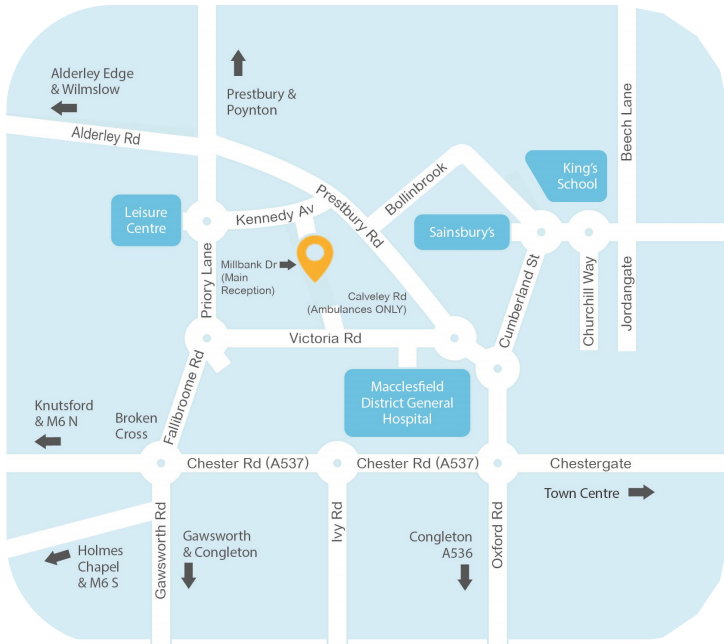 Alderley Edge
& Wilmslow
Prestbury &
Poynton
Beech Lane
Alderley Rd
King's
School
Bollinbrook
Leisure
Centre
Kennedy Av
Prestbury Rd
Sainsbury's
Priory Lane
Millbank Dr
(Main
Reception)
Calveley Rd
(Ambulances ONLY)
Cumberland St
Churchill Way
Jordangate
Victoria Rd
Fallibroome Rd
Macclesfield
District General
Hospital
Knutsford
& M6 N
Broken
Cross
Chester Rd (A537)
Chester Rd (A537)
Chestergate
Town Centre
Gawsworth Rd
Ivy Rd
Oxford Rd
Gawsworth
& Congleton
Congleton
A536
Holmes
Chapel
& M6 S